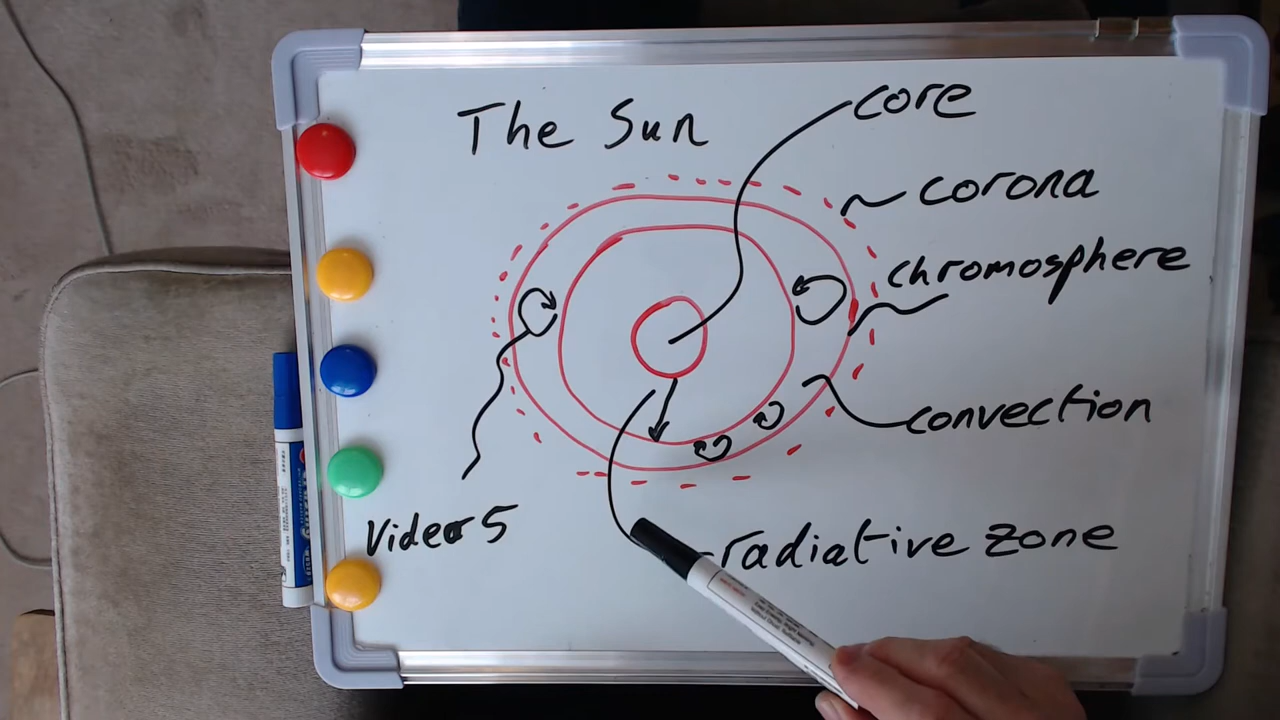 The Sun
core
corona
chromosphere
convection
Video 5
radiative zone